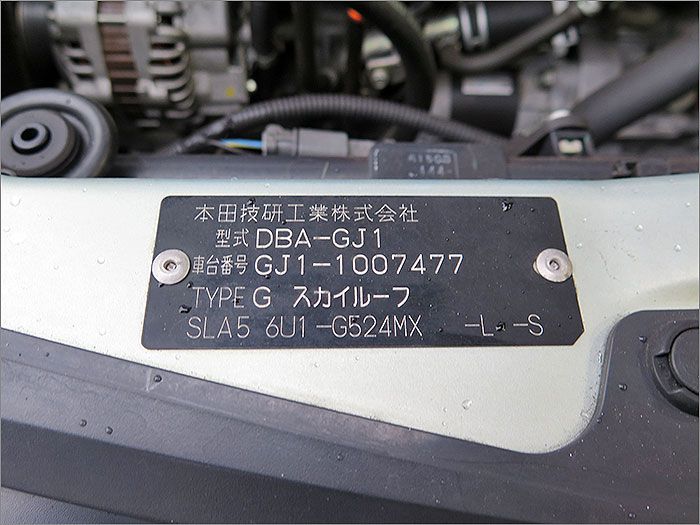 本田技研工業株式会社
型式 DBA-GJ1
車台番号 GJ1-1007477
TYPE G スカイルーフ
SLA5 6U1-G524MX -L--S